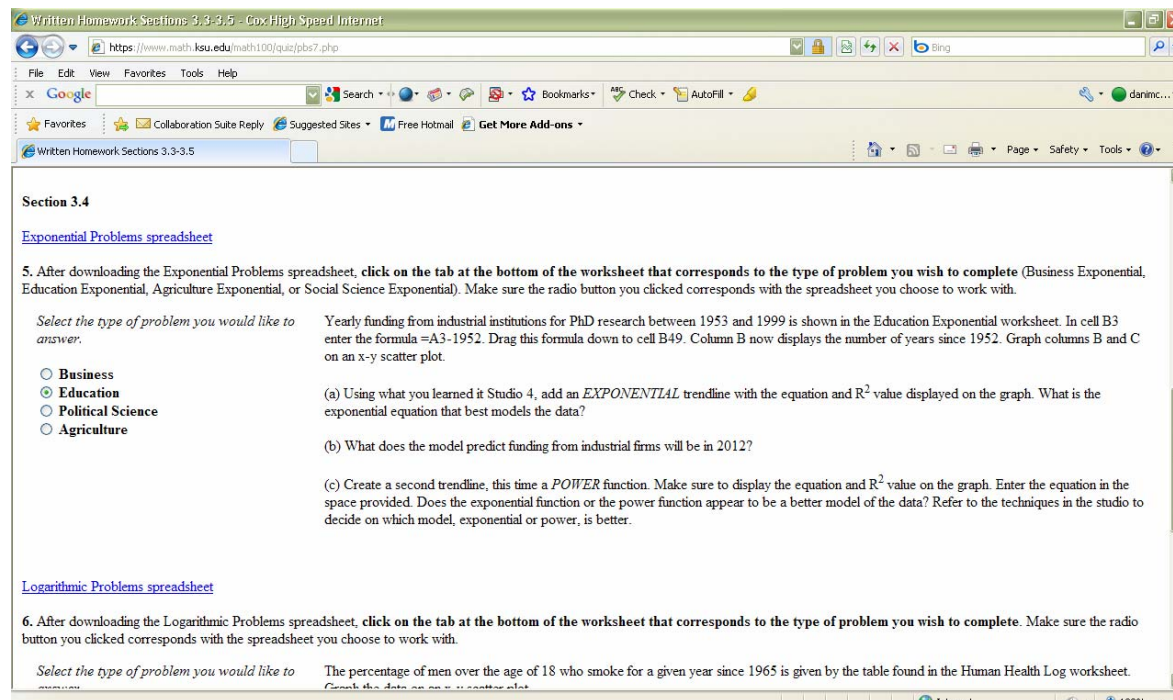 Written Homework Sections 3.3-3.5 - Cox High Speed Internet
https://www.math.ksu.edu/math100/quiz/pbs7.php
Bing
File Edit View Favorites Tools Help
x Google Search Bookmarks ABC Check AutoFill danimc...
Favorites Collaboration Suite Reply Suggested Sites Free Hotmail Get More Add-ons
Written Homework Sections 3.3-3.5 Page Safety Tools
Section 3.4
Exponential Problems spreadsheet
5. After downloading the Exponential Problems spreadsheet, click on the tab at the bottom of the worksheet that corresponds to the type of problem you wish to complete (Business Exponential,
Education Exponential, Agriculture Exponential, or Social Science Exponential). Make sure the radio button you clicked corresponds with the spreadsheet you choose to work with.
Select the type of problem you would like to
answer.
Business
Education
Political Science
Agriculture
Yearly funding from industrial institutions for PhD research between 1953 and 1999 is shown in the Education Exponential worksheet. In cell B3
enter the formula =A3-1952. Drag this formula down to cell B49. Column B now displays the number of years since 1952. Graph columns B and C
on an x-y scatter plot.
(a) Using what you learned it Studio 4, add an EXPONENTIAL trendline with the equation and R² value displayed on the graph. What is the
exponential equation that best models the data?
(b) What does the model predict funding from industrial firms will be in 2012?
(c) Create a second trendline, this time a POWER function. Make sure to display the equation and R² value on the graph. Enter the equation in the
space provided. Does the exponential function or the power function appear to be a better model of the data? Refer to the techniques in the studio to
decide on which model, exponential or power, is better.
Logarithmic Problems spreadsheet
6. After downloading the Logarithmic Problems spreadsheet, click on the tab at the bottom of the worksheet that corresponds to the type of problem you wish to complete. Make sure the radio
button you clicked corresponds with the spreadsheet you choose to work with.
Select the type of problem you would like to
The percentage of men over the age of 18 who smoke for a given year since 1965 is given by the table found in the Human Health Log worksheet.